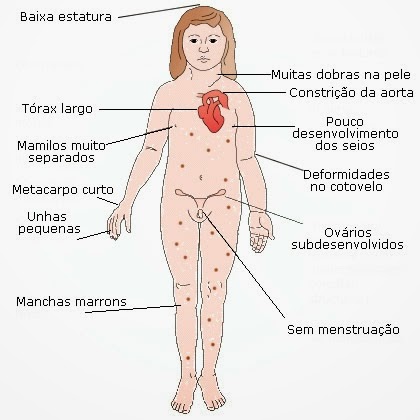 Baixa estatura
Muitas dobras na pele
Constrição da aorta
Tórax largo
Pouco
desenvolvimento
dos seios
Mamilos muito
separados
Deformidades
no cotovelo
Metacarpo curto
Unhas
pequenas
Ovários
subdesenvolvidos
Manchas marrons
Sem menstruação